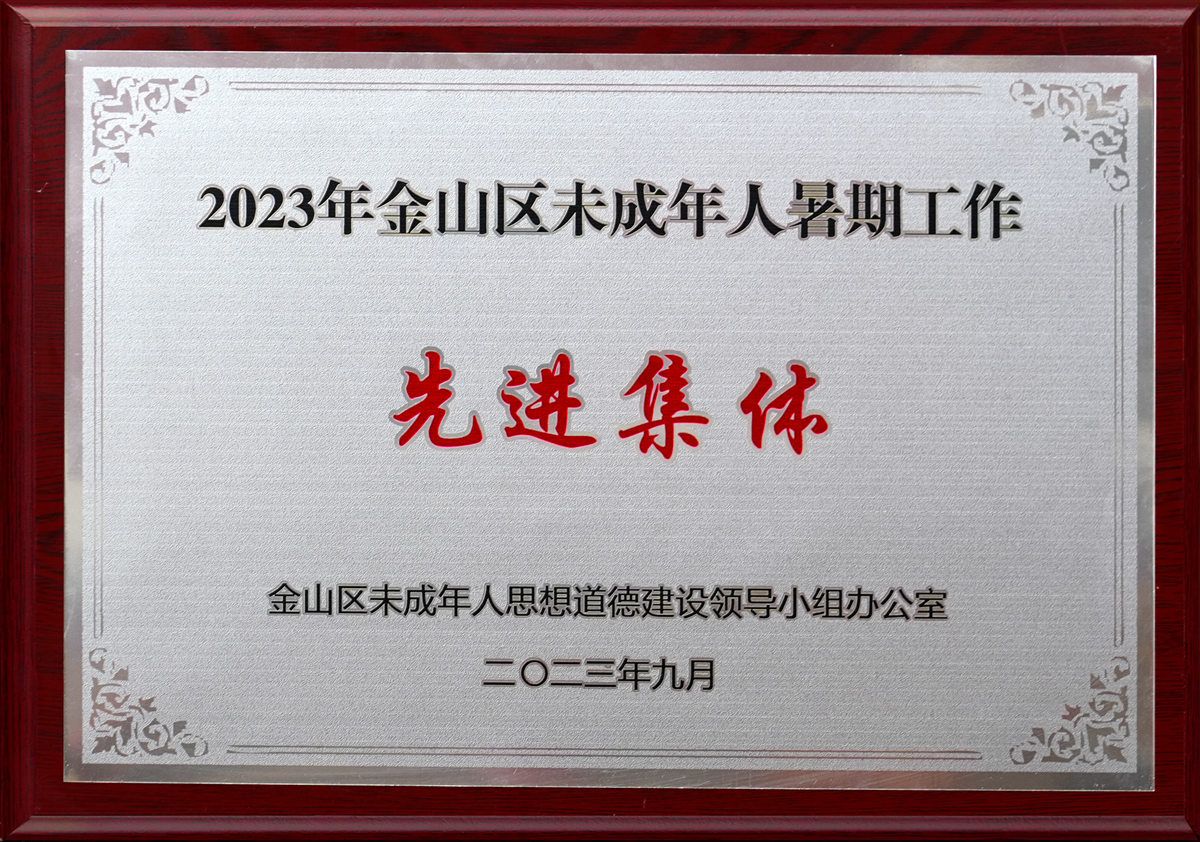 2023年金山区未成年人暑期工作
先进集体
金山区未成年人思想道德建设领导小组办公室
二〇二三年九月